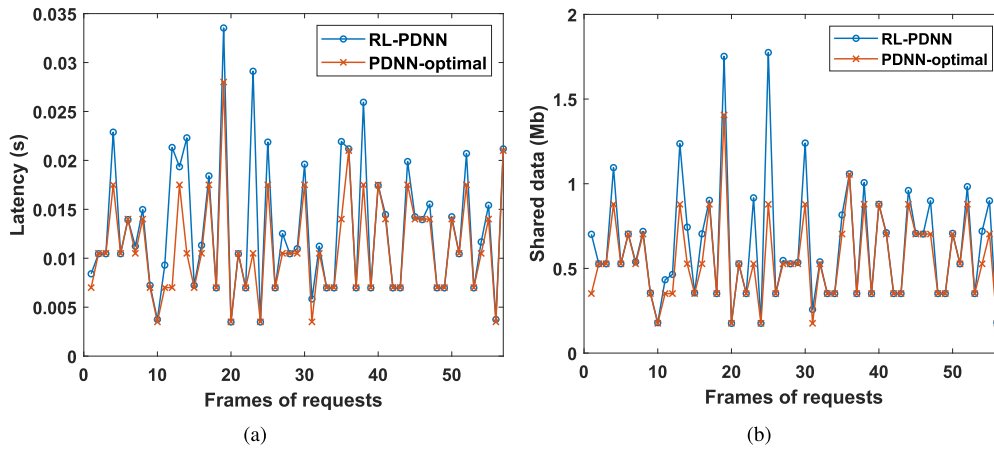 0.035
0.03
0.025
0.02
0.015
0.01
0.005
0
Latency (s)
RL-PDNN
PDNN-optimal
0 10 20 30 40 50
Frames of requests
(a)
2
1.5
1
0.5
0
Shared data (Mb)
RL-PDNN
PDNN-optimal
0 10 20 30 40 50
Frames of requests
(b)